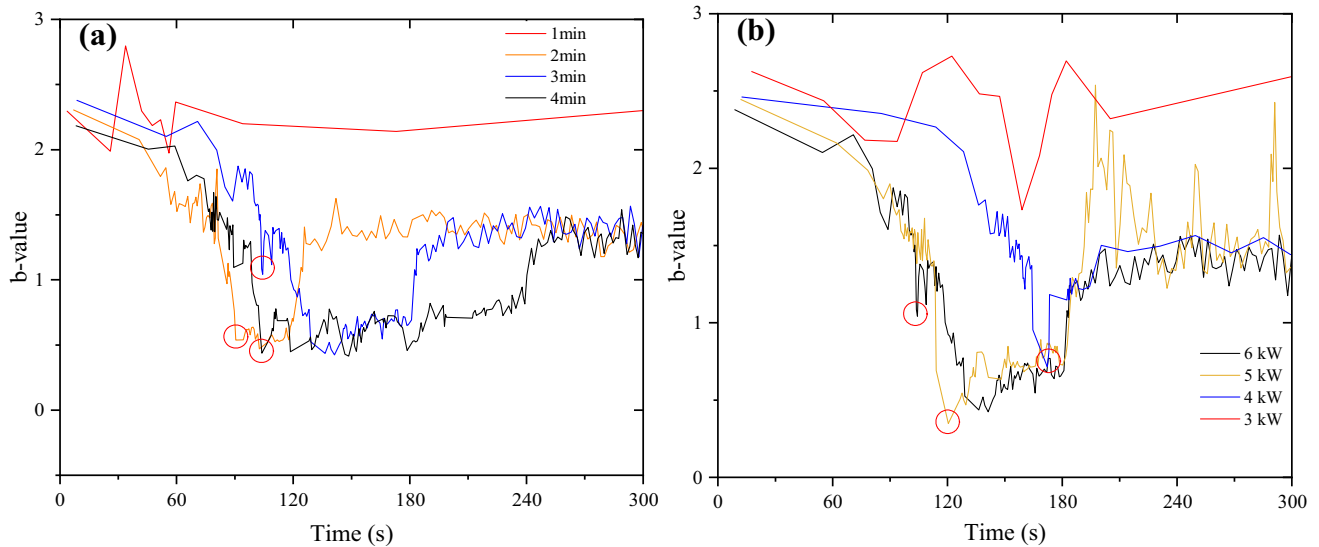 (a)
1min
2min
3min
4min
3
2
1
0
b-value
0 60 120 180 240 300
Time (s)
(b)
3
2
1
0
b-value
6 kW
5 kW
4 kW
3 kW
0 60 120 180 240 300
Time (s)